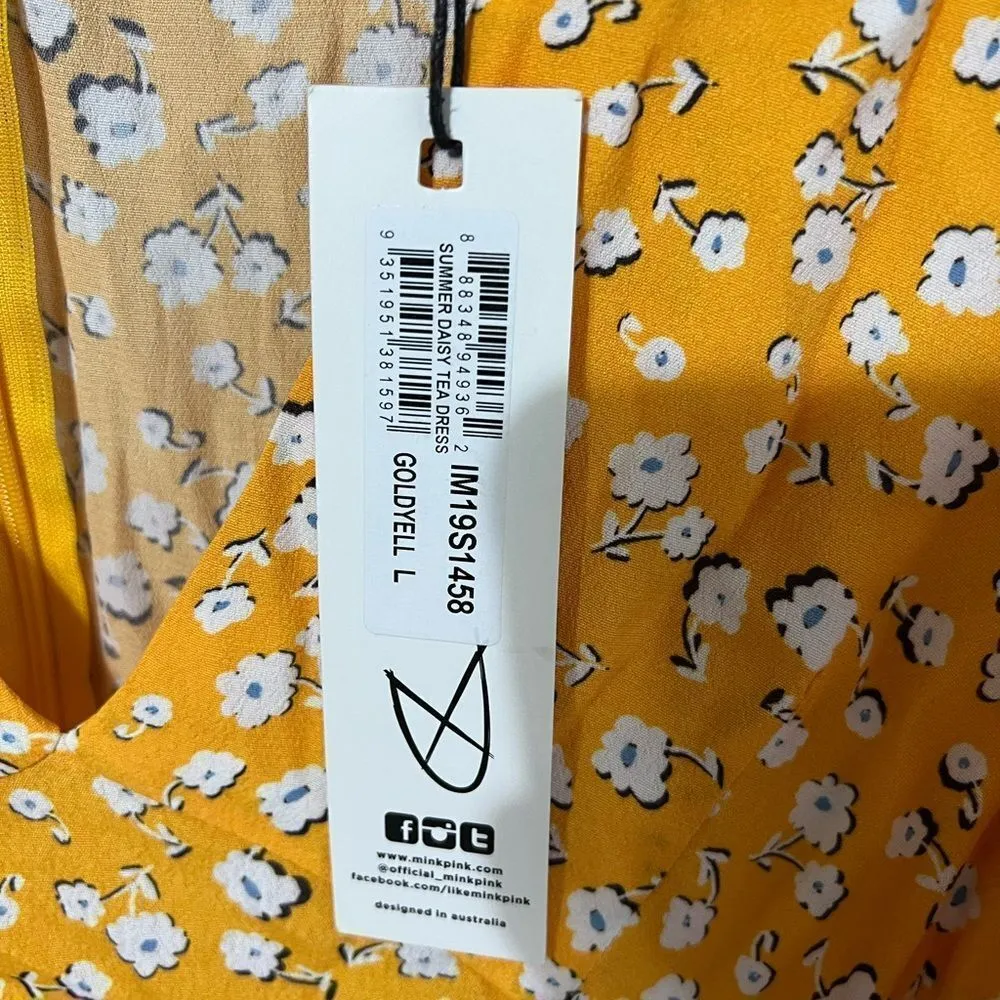 8 88348 94936 2
IM19S1458
SUMMER DAISY TEA DRESS
9 351951 381597
GOLDYELL L
www.minkpink.com
@official_minkpink
facebook.com/likeminkpink
designed in australia